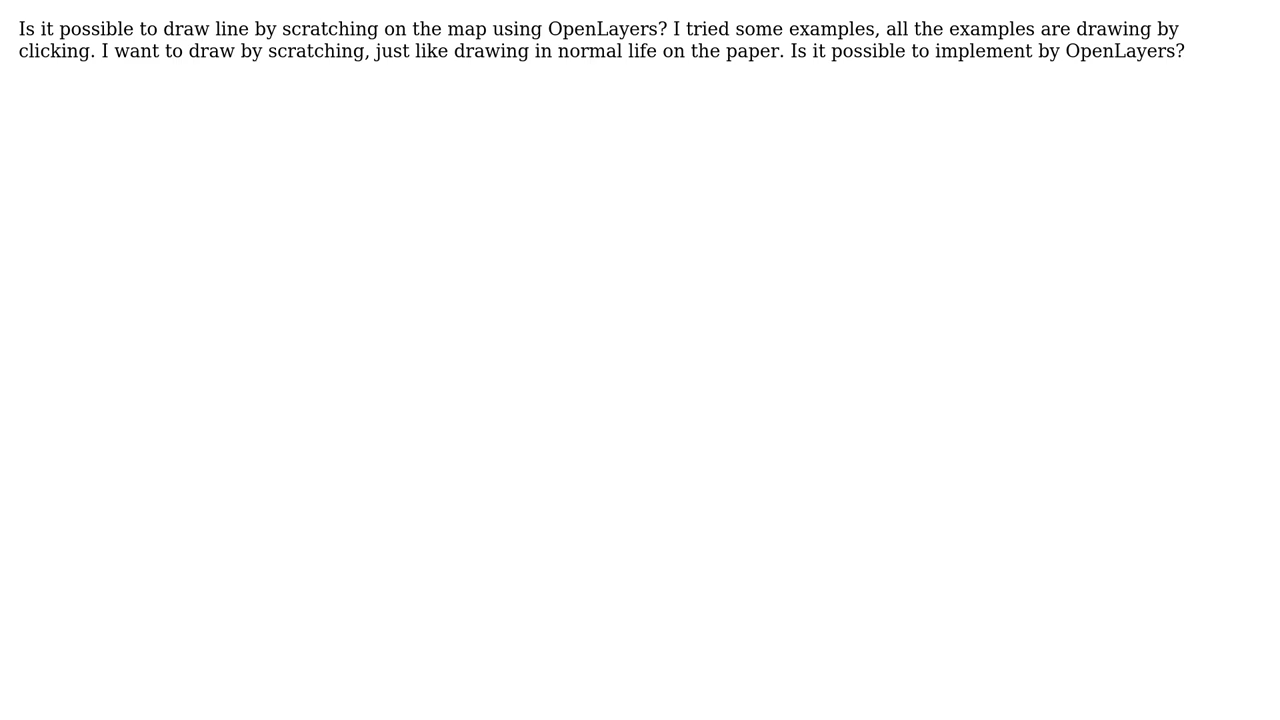 Is it possible to draw line by scratching on the map using OpenLayers? I tried some examples, all the examples are drawing by
clicking. I want to draw by scratching, just like drawing in normal life on the paper. Is it possible to implement by OpenLayers?